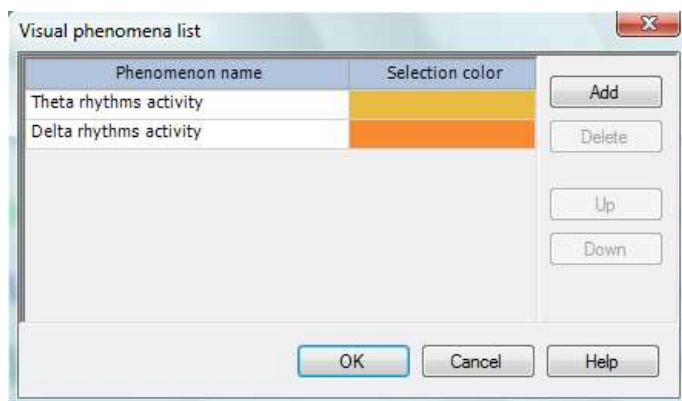 Visual phenomena list
Phenomenon name Selection color
Theta rhythms activity
Delta rhythms activity
Add
Delete
Up
Down
OK Cancel Help